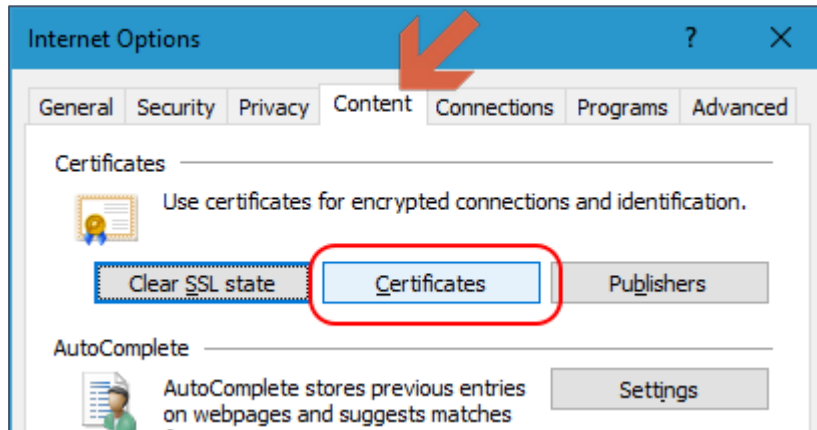 Internet Options ?
General Security Privacy Content Connections Programs Advanced
Certificates
Use certificates for encrypted connections and identification.
Clear SSL state Certificates Publishers
AutoComplete
AutoComplete stores previous entries
on webpages and suggests matches
Settings